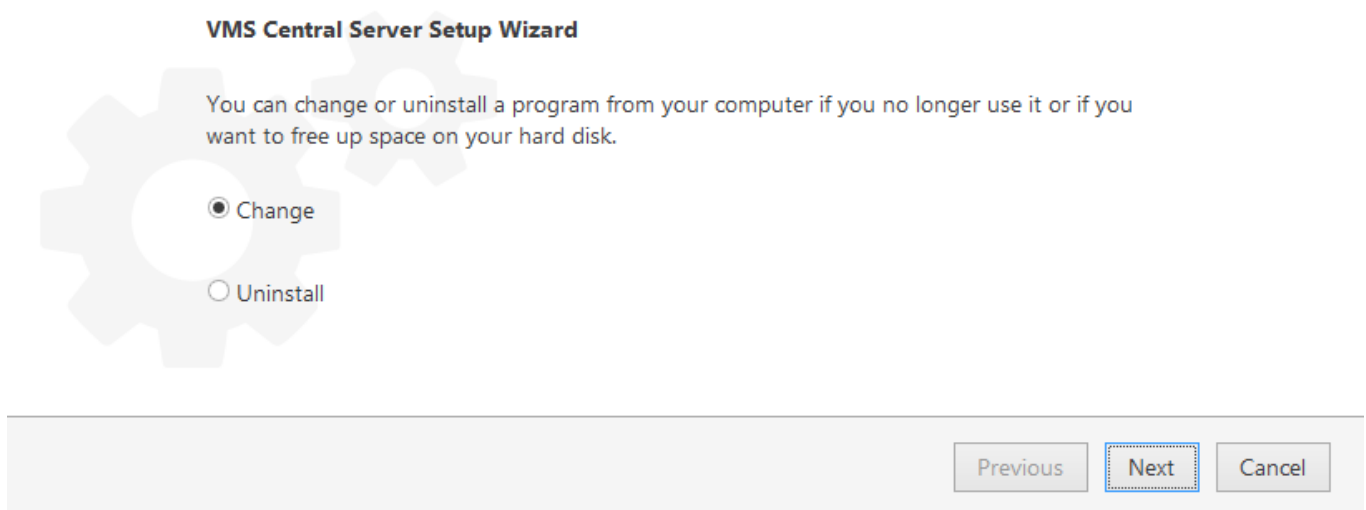 VMS Central Server Setup Wizard
You can change or uninstall a program from your computer if you no longer use it or if you
want to free up space on your hard disk.
Change
Uninstall
Previous
Next
Cancel